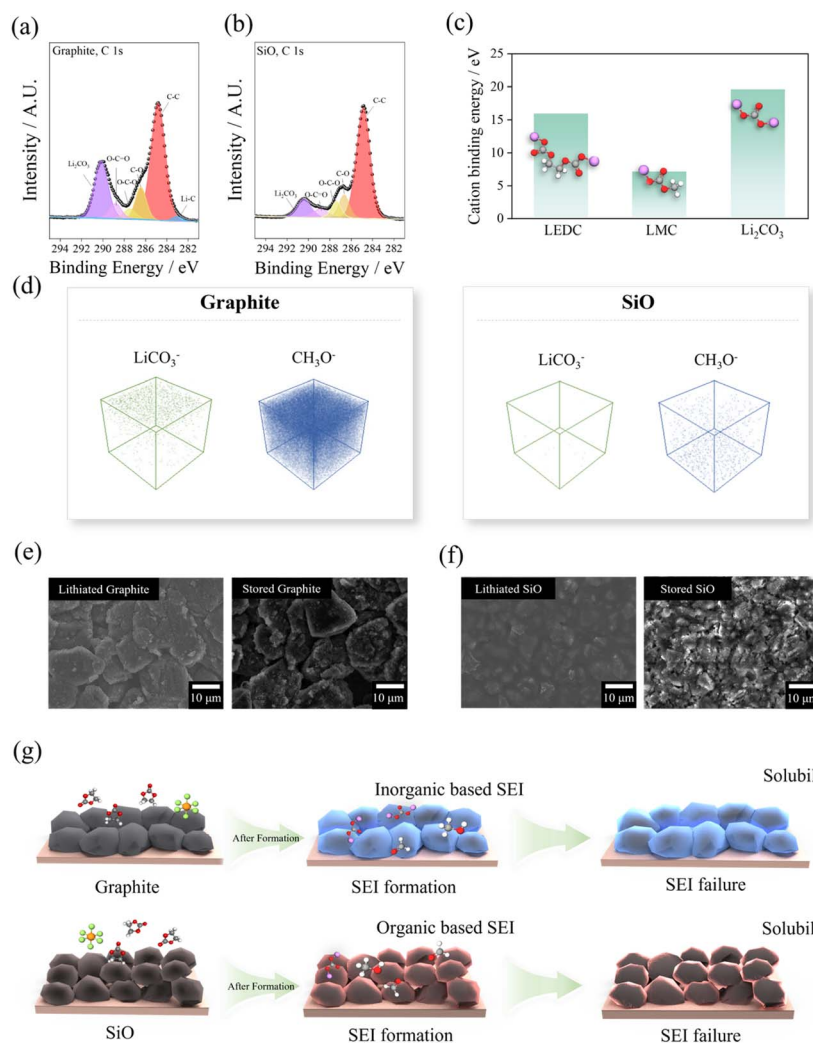 (a)
Graphite, C 1s
C-C
Li₂CO₃
O-C=O
O-C-O
C-O
Li-C
Intensity / A.U.
294 292 290 288 286 284 282
Binding Energy / eV
(b)
SiO, C 1s
C-C
Li₂CO₃
O-C=O
O-C-O
C-O
Intensity / A.U.
294 292 290 288 286 284 282
Binding Energy / eV
(c)
Cation binding energy / eV
25
20
15
10
5
0
LEDC LMC Li₂CO₃
(d)
Graphite
LiCO₃⁻ CH₃O⁻
SiO
LiCO₃⁻ CH₃O⁻
(e)
Lithiated Graphite
10 μm
Stored Graphite
10 μm
(f)
Lithiated SiO
10 μm
Stored SiO
10 μm
(g)
Inorganic based SEI
Solubil
After Formation
Graphite
SEI formation
SEI failure
Organic based SEI
Solubil
After Formation
SiO
SEI formation
SEI failure